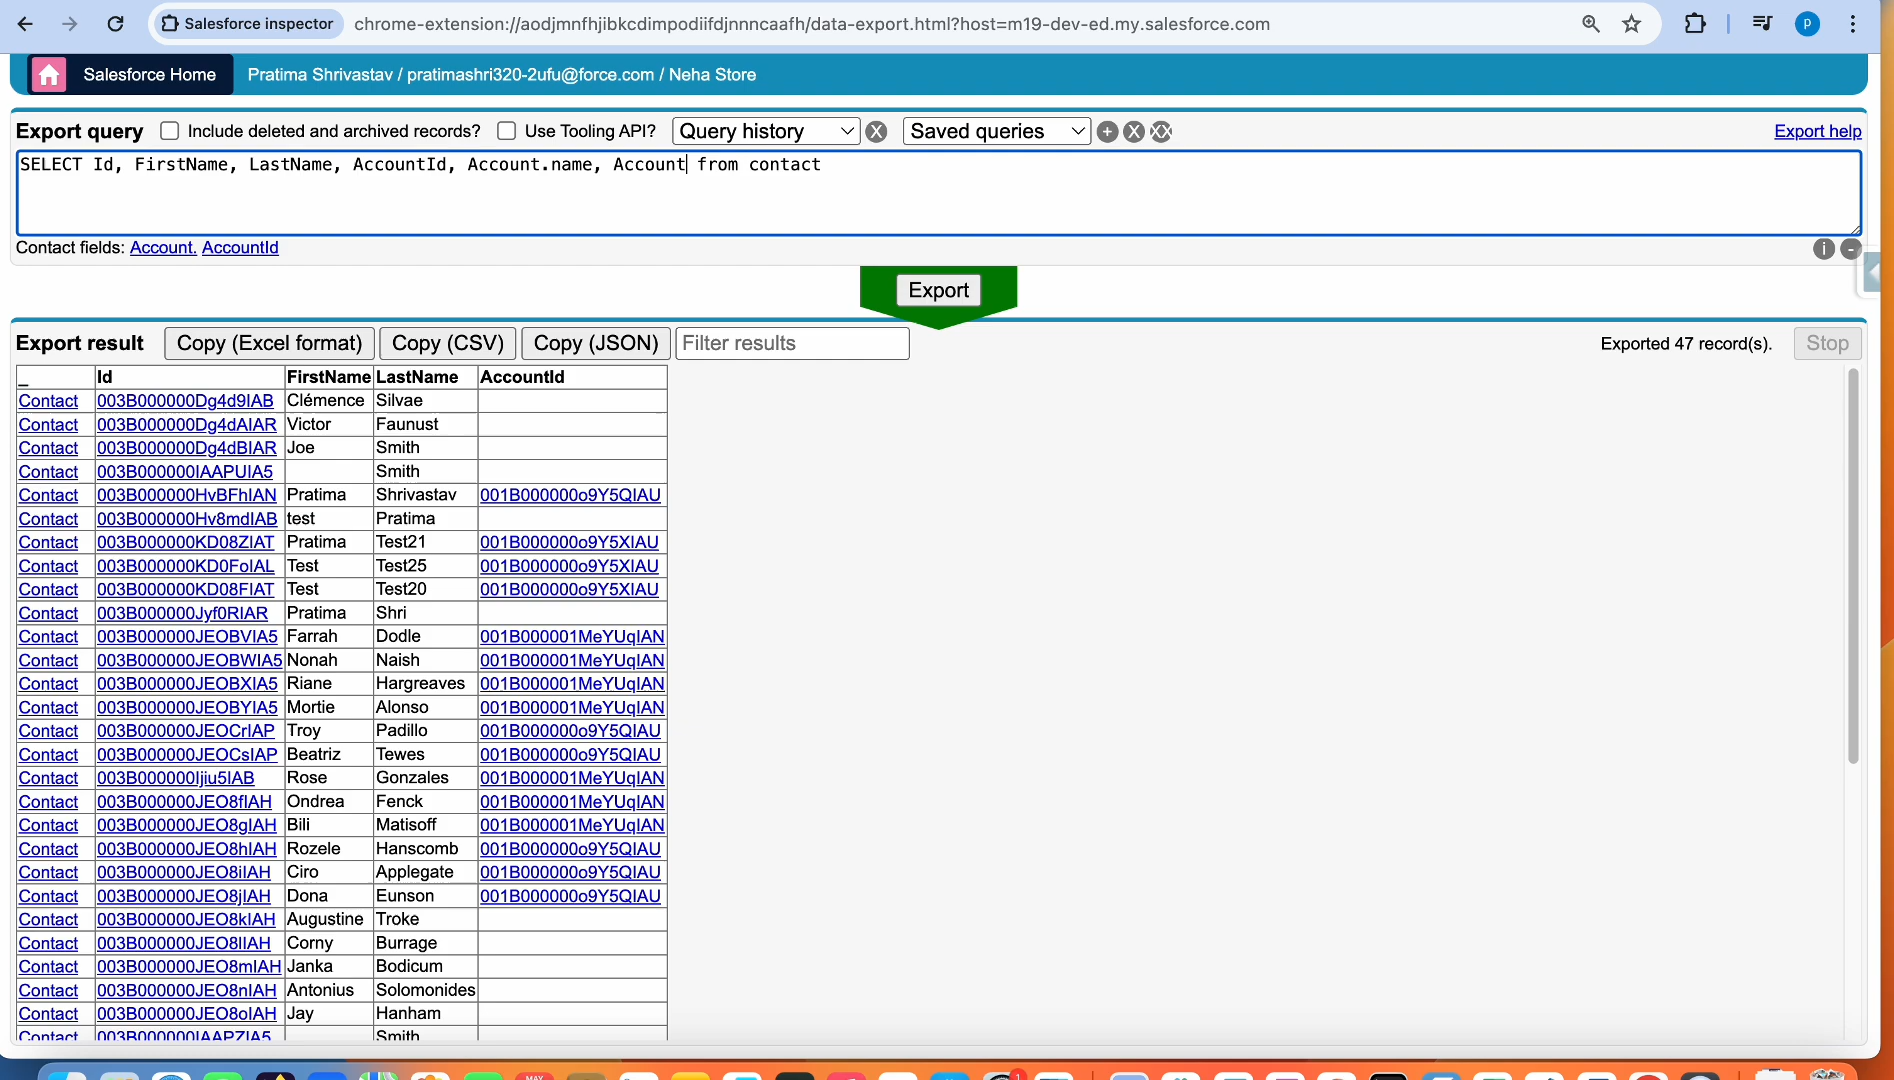 Salesforce inspector chrome-extension://aodjmnfhjibkcdimpodiifdjnnncaafh/data-export.html?host=m19-dev-ed.my.salesforce.com P
Salesforce Home Pratima Shrivastav / pratimashri320-2ufu@force.com / Neha Store
Export query Include deleted and archived records? Use Tooling API? Query history X Saved queries + X XX Export help
SELECT Id, FirstName, LastName, AccountId, Account.name, Account from contact
Contact fields: Account. AccountId i -
Export
Export result Copy (Excel format) Copy (CSV) Copy (JSON) Filter results Exported 47 record(s). Stop
_ Id FirstName LastName AccountId
Contact 003B000000Dg4d9IAB Clémence Silvae
Contact 003B000000Dg4dAIAR Victor Faunust
Contact 003B000000Dg4dBIAR Joe Smith
Contact 003B000000IAAPUIA5 Smith
Contact 003B000000HvBFhIAN Pratima Shrivastav 001B000000o9Y5QIAU
Contact 003B000000Hv8mdIAB test Pratima
Contact 003B000000KD08ZIAT Pratima Test21 001B000000o9Y5XIAU
Contact 003B000000KD0FoIAL Test Test25 001B000000o9Y5XIAU
Contact 003B000000KD08FIAT Test Test20 001B000000o9Y5XIAU
Contact 003B000000Jyf0RIAR Pratima Shri
Contact 003B000000JEOBVIA5 Farrah Dodle 001B000001MeYUqIAN
Contact 003B000000JEOBWIA5 Nonah Naish 001B000001MeYUqIAN
Contact 003B000000JEOBXIA5 Riane Hargreaves 001B000001MeYUqIAN
Contact 003B000000JEOBYIA5 Mortie Alonso 001B000001MeYUqIAN
Contact 003B000000JEOCrIAP Troy Padillo 001B000000o9Y5QIAU
Contact 003B000000JEOCsIAP Beatriz Tewes 001B000000o9Y5QIAU
Contact 003B000000Ijiu5IAB Rose Gonzales 001B000001MeYUqIAN
Contact 003B000000JEO8fIAH Ondrea Fenck 001B000001MeYUqIAN
Contact 003B000000JEO8gIAH Bili Matisoff 001B000001MeYUqIAN
Contact 003B000000JEO8hIAH Rozele Hanscomb 001B000000o9Y5QIAU
Contact 003B000000JEO8iIAH Ciro Applegate 001B000000o9Y5QIAU
Contact 003B000000JEO8jIAH Dona Eunson 001B000000o9Y5QIAU
Contact 003B000000JEO8kIAH Augustine Troke
Contact 003B000000JEO8lIAH Corny Burrage
Contact 003B000000JEO8mIAH Janka Bodicum
Contact 003B000000JEO8nIAH Antonius Solomonides
Contact 003B000000JEO8oIAH Jay Hanham
Contact 003B000000IAAPZIA5 Smith
MAY 1